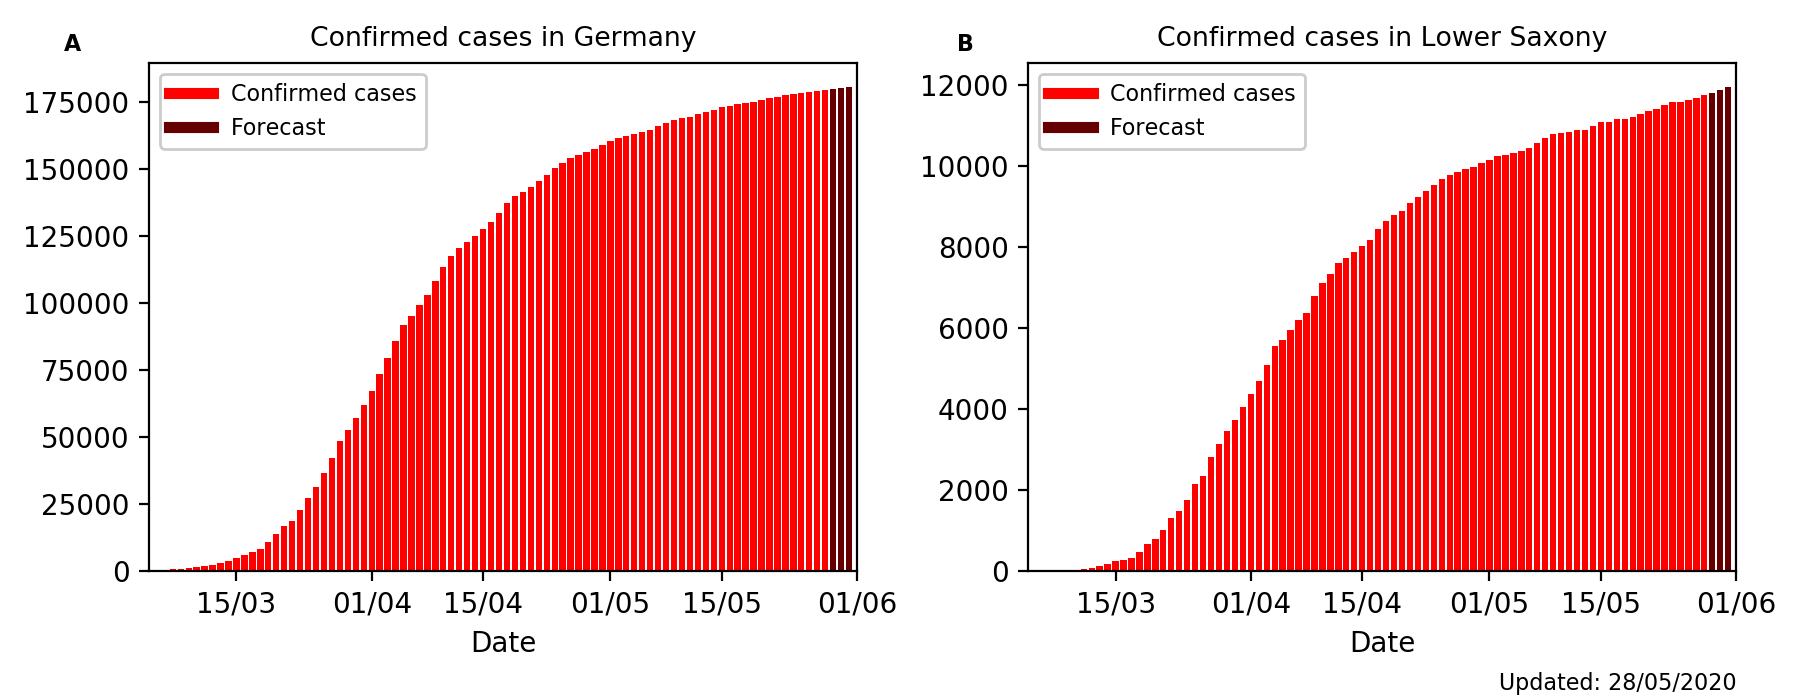 A
Confirmed cases in Germany
Confirmed cases
Forecast
175000
150000
125000
100000
75000
50000
25000
0
15/03 01/04 15/04 01/05 15/05 01/06
Date
B
Confirmed cases in Lower Saxony
Confirmed cases
Forecast
12000
10000
8000
6000
4000
2000
0
15/03 01/04 15/04 01/05 15/05 01/06
Date
Updated: 28/05/2020